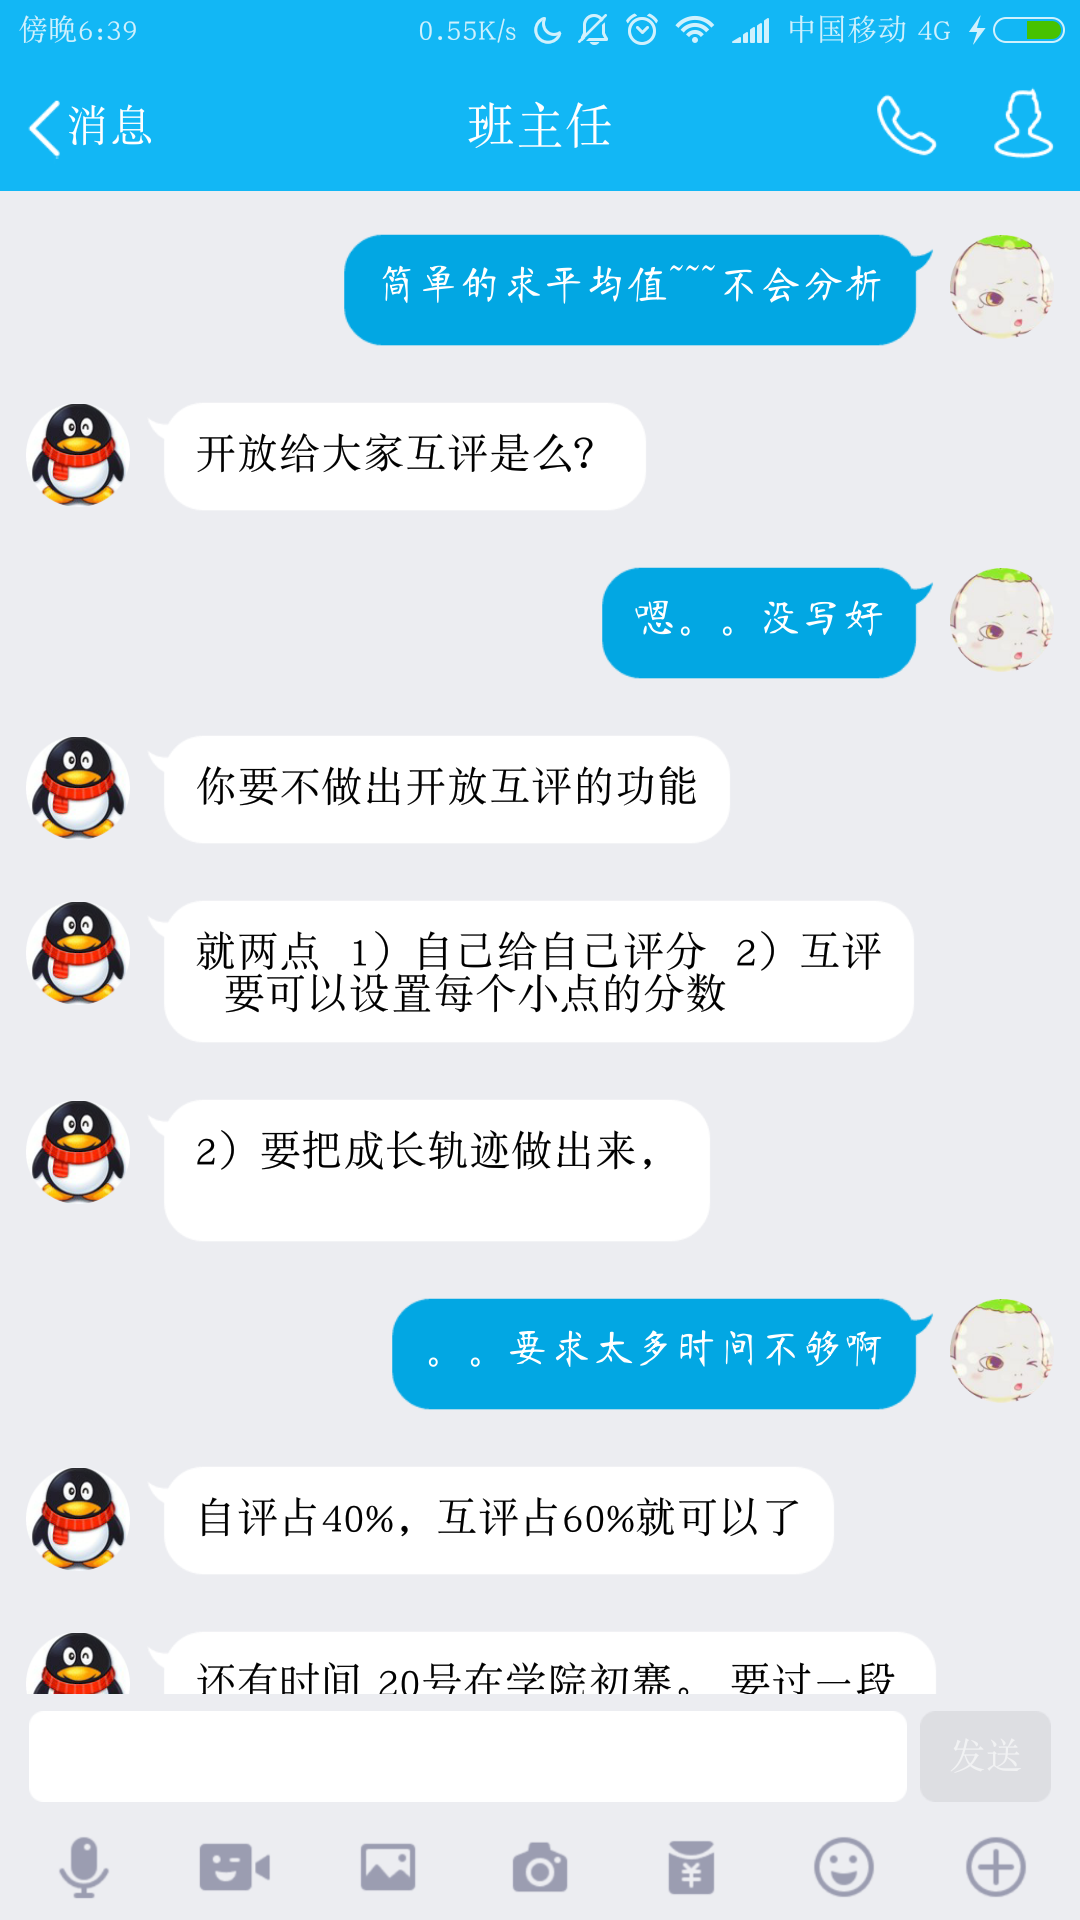 傍晚6:39 0.55K/s 中国移动 4G
消息 班主任
简单的求平均值~~~不会分析
开放给大家互评是么？
嗯。。没写好
你要不做出开放互评的功能
就两点 1）自己给自己评分 2）互评
要可以设置每个小点的分数
2）要把成长轨迹做出来，
。。要求太多时间不够啊
自评占40%，互评占60%就可以了
还有时间 20号在学院初赛。 要过一段
发送